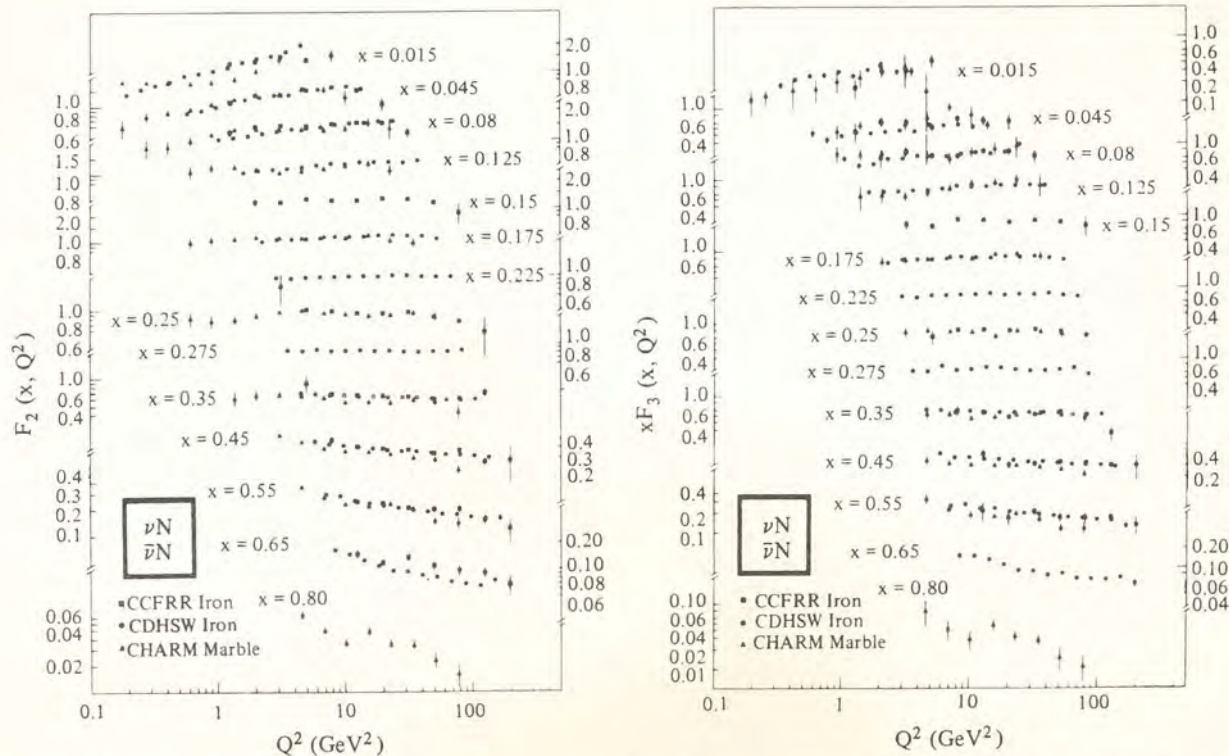 F₂ (x, Q²)
1.0
0.8
0.6
1.5
1.0
0.8
2.0
1.0
0.8
1.0
0.8
0.6
1.0
0.6
0.4
0.4
0.3
0.2
0.1
0.06
0.04
0.02
x = 0.015
x = 0.045
x = 0.08
x = 0.125
x = 0.15
x = 0.175
x = 0.225
x = 0.25
x = 0.275
x = 0.35
x = 0.45
x = 0.55
x = 0.65
x = 0.80
νN
ν̄N
CCFRR Iron
CDHSW Iron
CHARM Marble
2.0
1.0
0.8
2.0
1.0
0.8
2.0
1.0
0.8
1.0
0.8
0.6
1.0
0.8
0.6
0.4
0.3
0.2
0.20
0.10
0.08
0.06
0.1 1 10 100
Q² (GeV²)
xF₃ (x, Q²)
1.0
0.6
0.4
1.0
0.6
0.4
1.0
0.6
1.0
0.6
0.4
1.0
0.6
0.4
0.4
0.2
0.1
0.10
0.04
0.02
0.01
x = 0.015
x = 0.045
x = 0.08
x = 0.125
x = 0.15
x = 0.175
x = 0.225
x = 0.25
x = 0.275
x = 0.35
x = 0.45
x = 0.55
x = 0.65
x = 0.80
νN
ν̄N
CCFRR Iron
CDHSW Iron
CHARM Marble
1.0
0.4
0.2
0.1
1.0
0.6
0.4
1.0
0.6
0.4
1.0
0.6
0.4
1.0
0.6
0.4
0.2
0.20
0.10
0.06
0.04
0.1 1 10 100
Q² (GeV²)